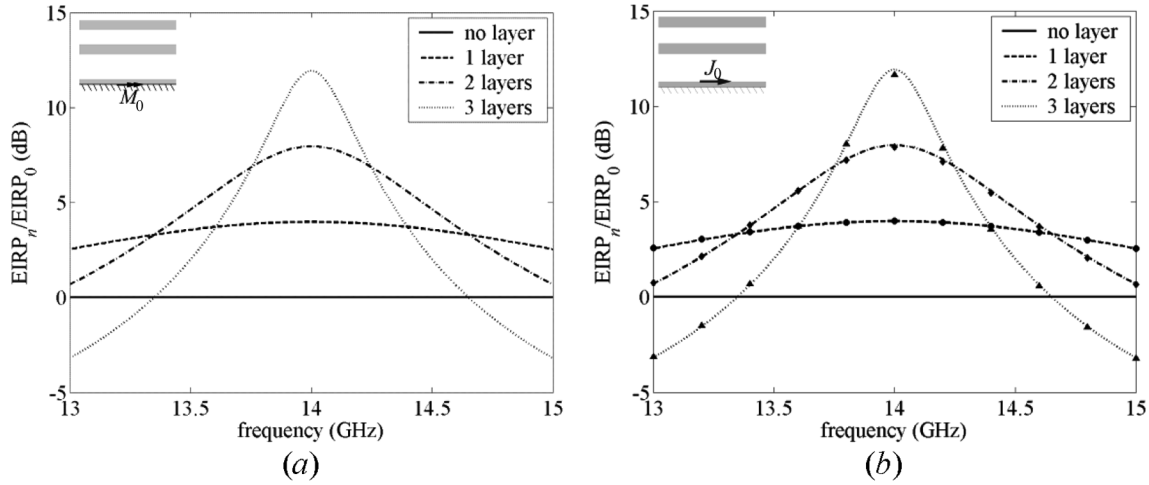 15
10
5
0
-5
13
13.5
14
14.5
15
EIRPn/EIRP0 (dB)
frequency (GHz)
no layer
1 layer
2 layers
3 layers
M0
(a)
15
10
5
0
-5
13
13.5
14
14.5
15
EIRPn/EIRP0 (dB)
frequency (GHz)
no layer
1 layer
2 layers
3 layers
J0
(b)